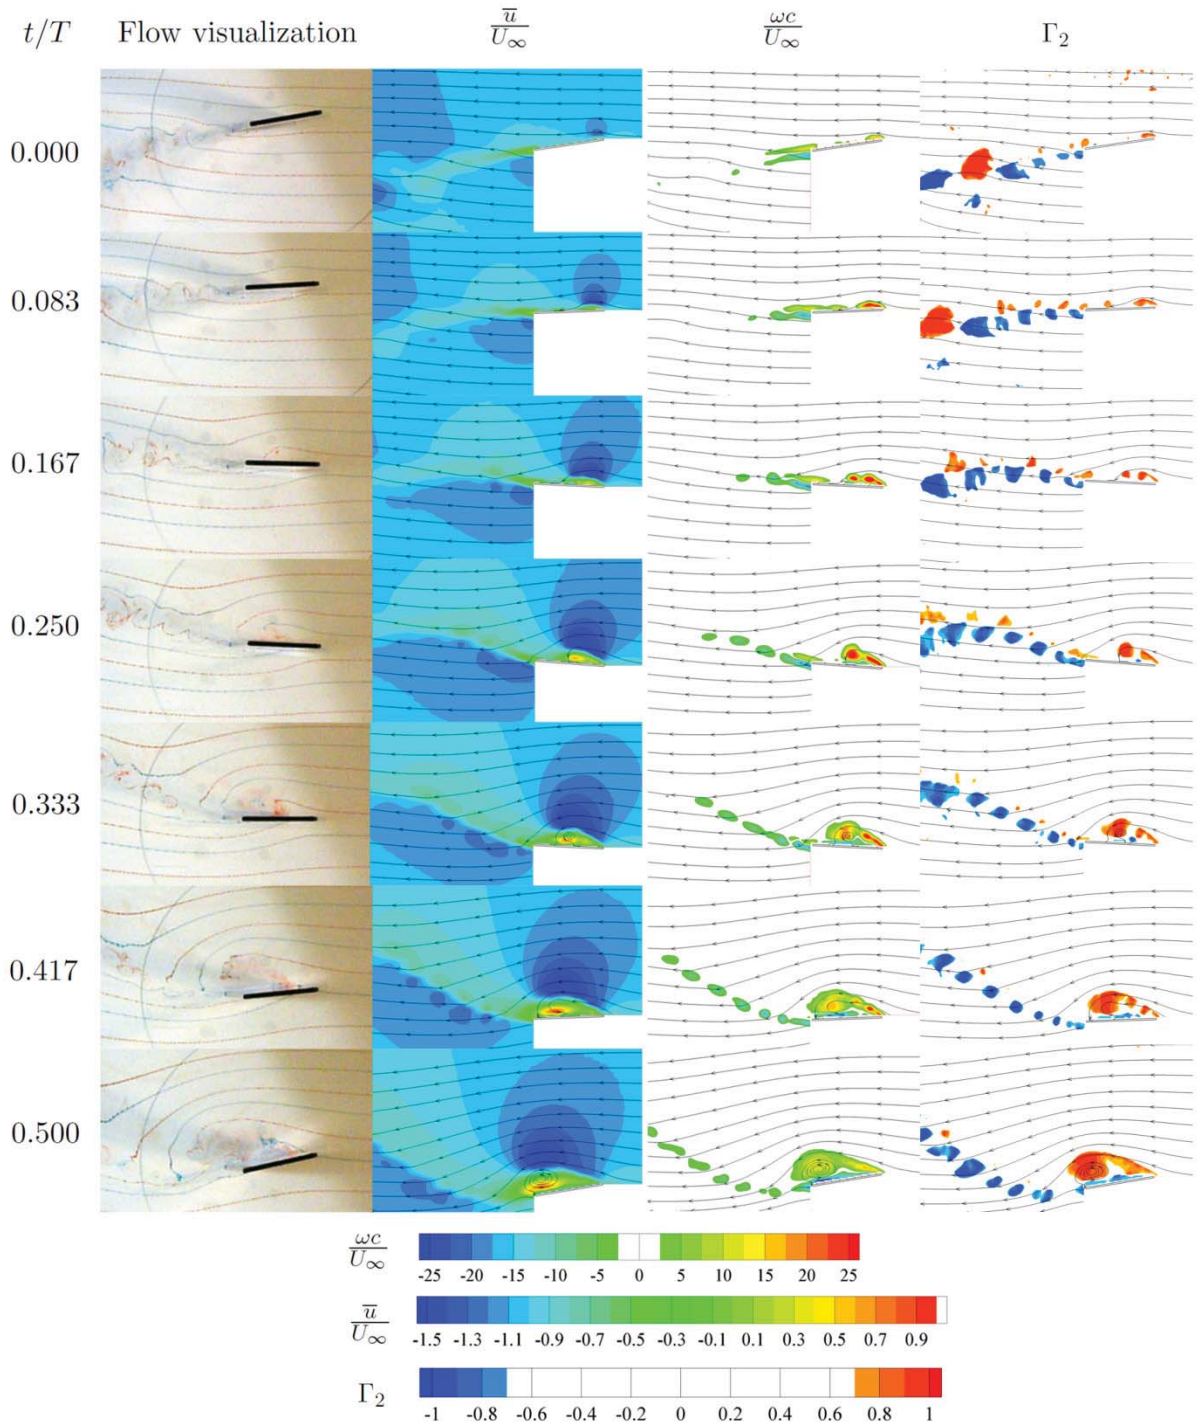 t/T Flow visualization u̅/U∞ ωc/U∞ Γ₂
0.000
0.083
0.167
0.250
0.333
0.417
0.500
ωc/U∞
-25 -20 -15 -10 -5 0 5 10 15 20 25
u̅/U∞
-1.5 -1.3 -1.1 -0.9 -0.7 -0.5 -0.3 -0.1 0.1 0.3 0.5 0.7 0.9
Γ₂
-1 -0.8 -0.6 -0.4 -0.2 0 0.2 0.4 0.6 0.8 1